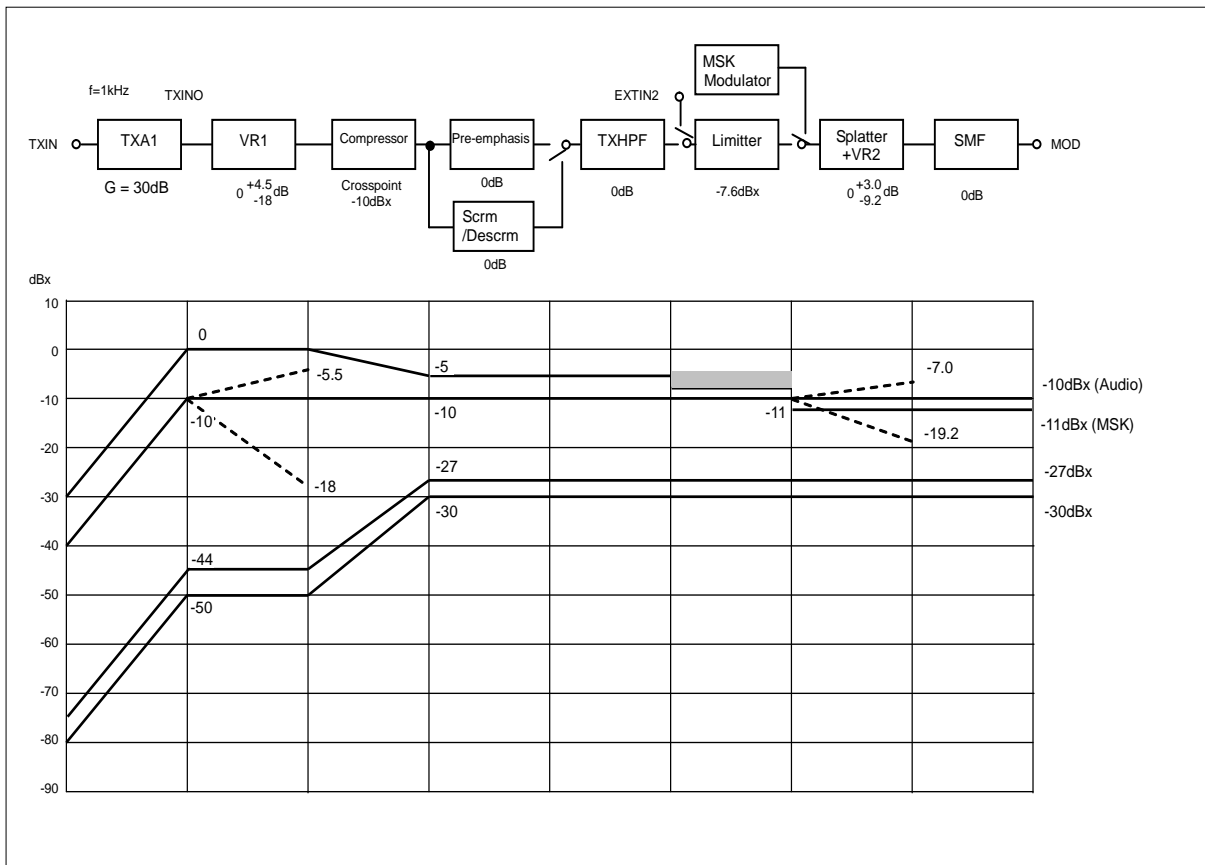 MSK
Modulator
f=1kHz
TXINO
EXTIN2
TXIN
TXA1
VR1
Compressor
Pre-emphasis
TXHPF
Limitter
Splatter
+VR2
SMF
MOD
G = 30dB
0 +4.5 -18 dB
Crosspoint
-10dBx
0dB
0dB
-7.6dBx
0 +3.0 -9.2 dB
0dB
Scrm
/Descrm
0dB
dBx
10
0
-10
-20
-30
-40
-50
-60
-70
-80
-90
0
-5.5
-5
-7.0
-10
-10
-11
-18
-19.2
-27
-30
-44
-50
-10dBx (Audio)
-11dBx (MSK)
-27dBx
-30dBx